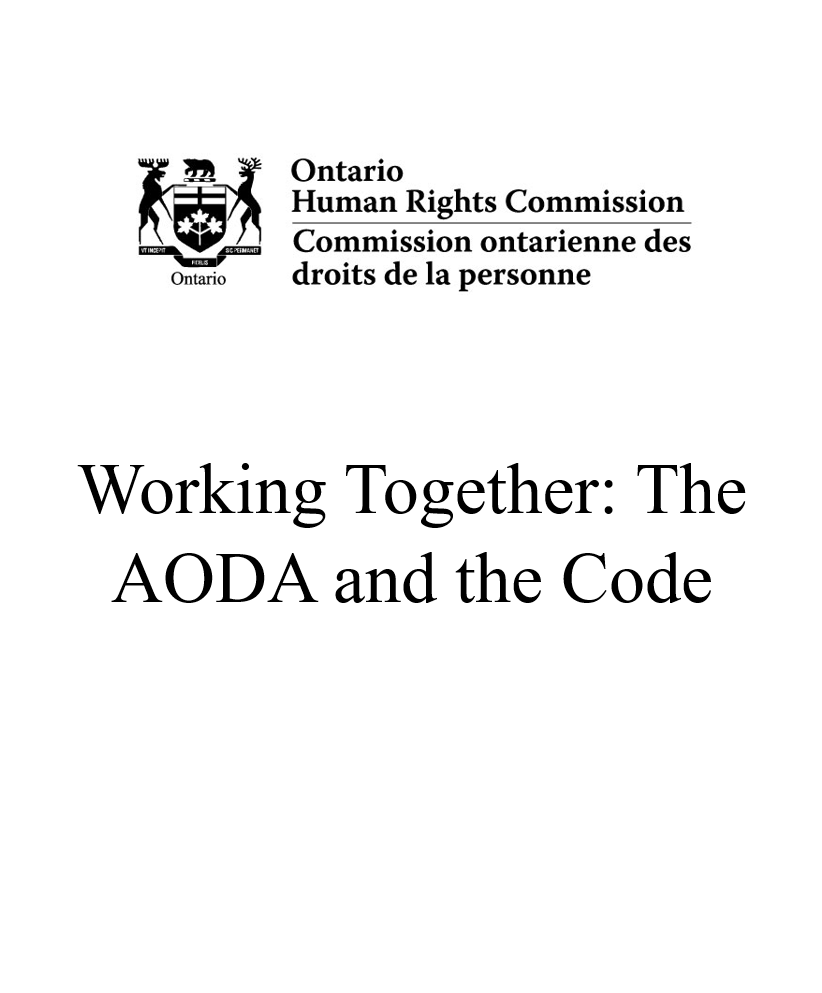 Ontario
Human Rights Commission
Commission ontarienne des
droits de la personne
VT INCEPIT
FIDELIS
SIC PERMANET
Ontario
Working Together: The
AODA and the Code